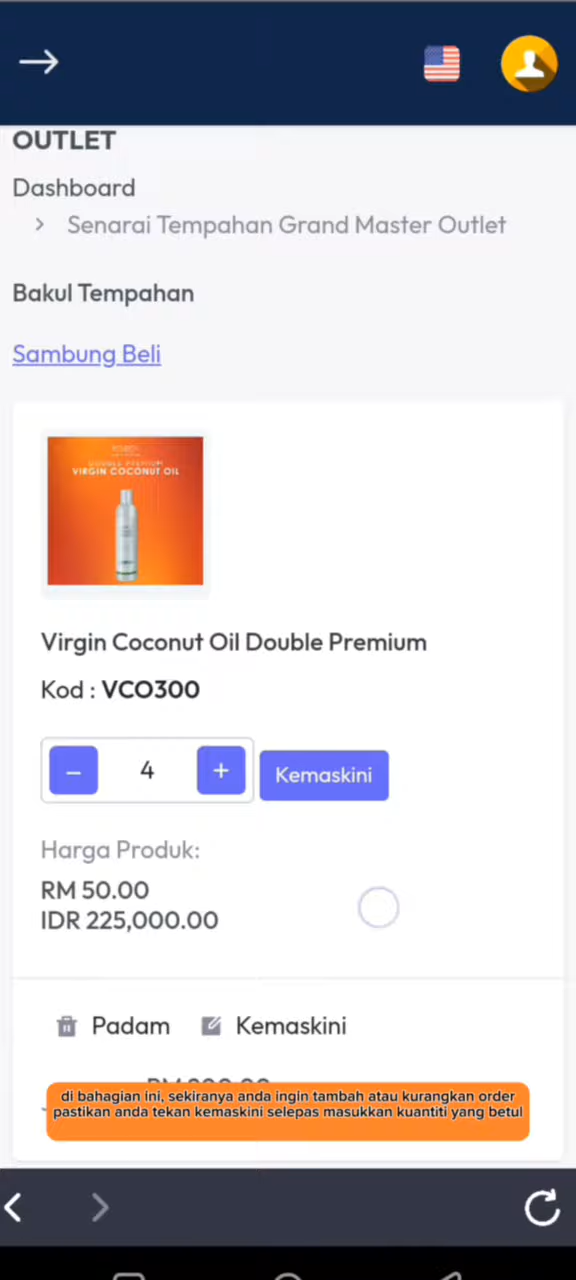 OUTLET
Dashboard
> Senarai Tempahan Grand Master Outlet
Bakul Tempahan
Sambung Beli
DOUBLE PREMIUM
VIRGIN COCONUT OIL
Virgin Coconut Oil Double Premium
Kod : VCO300
– 4 + Kemaskini
Harga Produk:
RM 50.00
IDR 225,000.00
Padam Kemaskini
di bahagian ini, sekiranya anda ingin tambah atau kurangkan order
pastikan anda tekan kemaskini selepas masukkan kuantiti yang betul